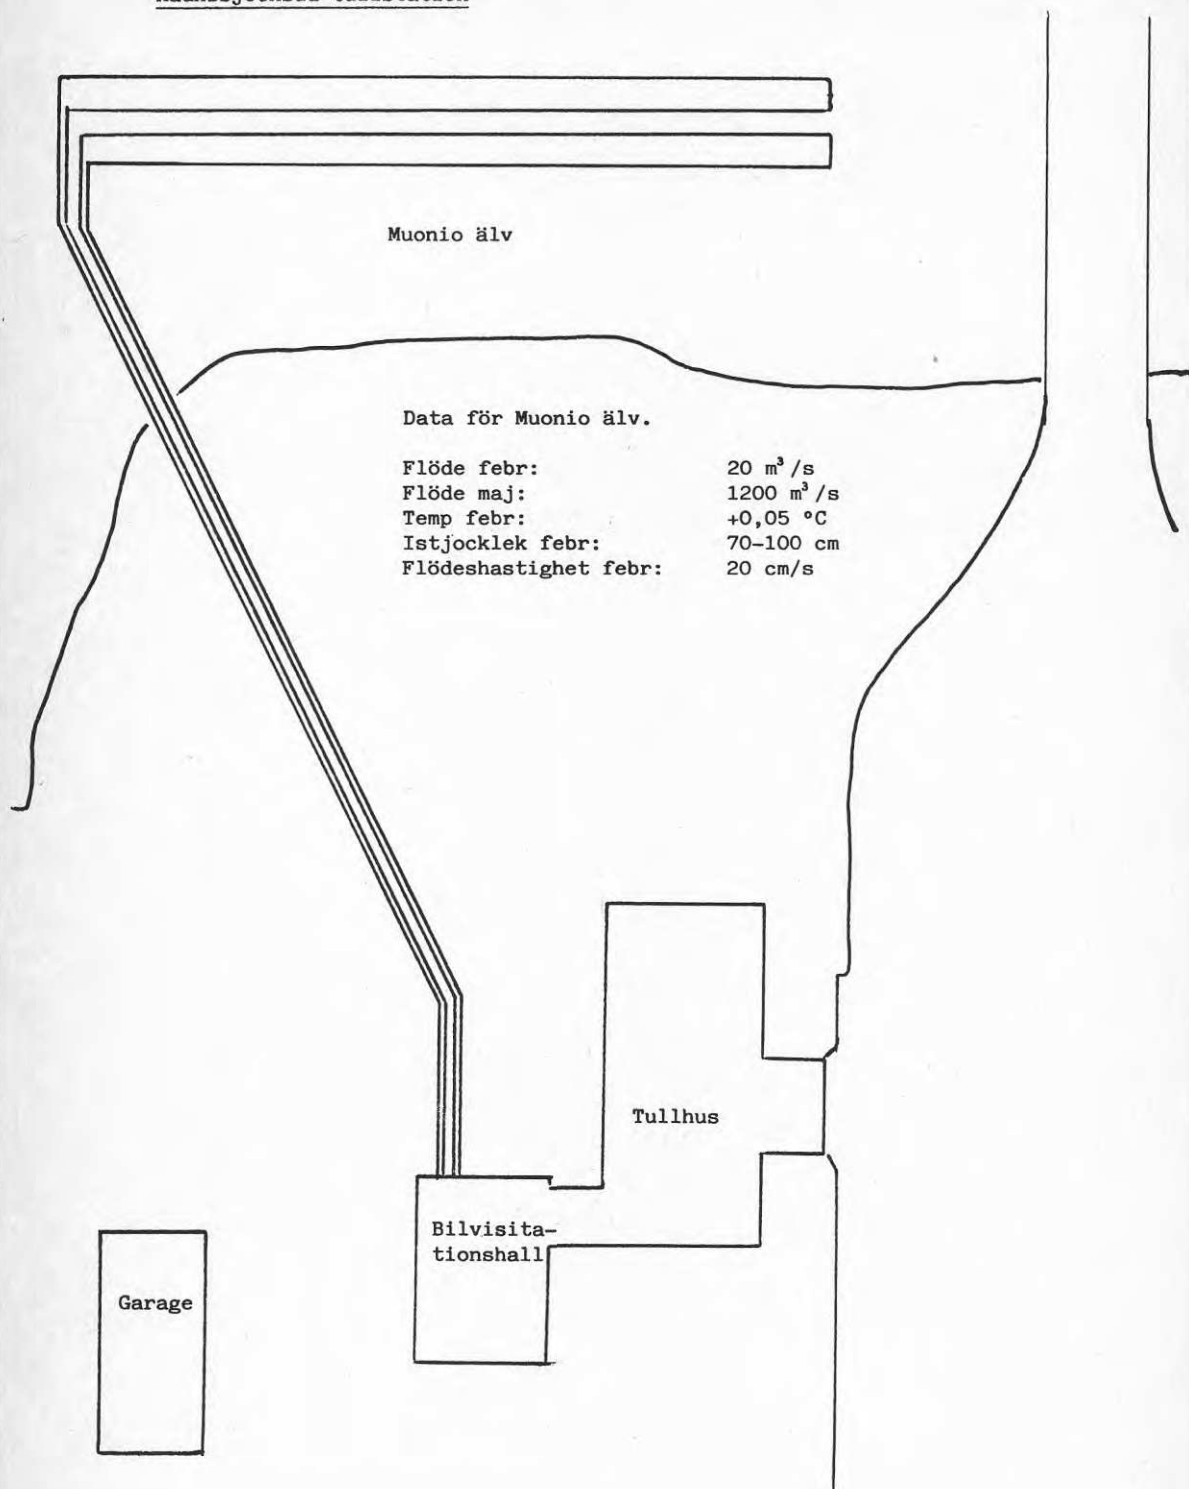 Muonio älv
Data för Muonio älv.
Flöde febr: 20 m³/s
Flöde maj: 1200 m³/s
Temp febr: +0,05 °C
Istjocklek febr: 70-100 cm
Flödeshastighet febr: 20 cm/s
Tullhus
Bilvisita-
tionshall
Garage